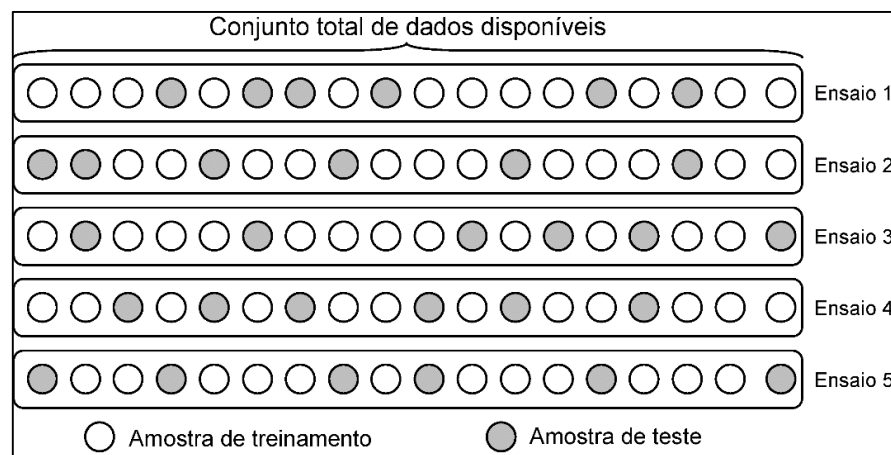 Conjunto total de dados disponíveis
Ensaio 1
Ensaio 2
Ensaio 3
Ensaio 4
Ensaio 5
Amostra de treinamento
Amostra de teste